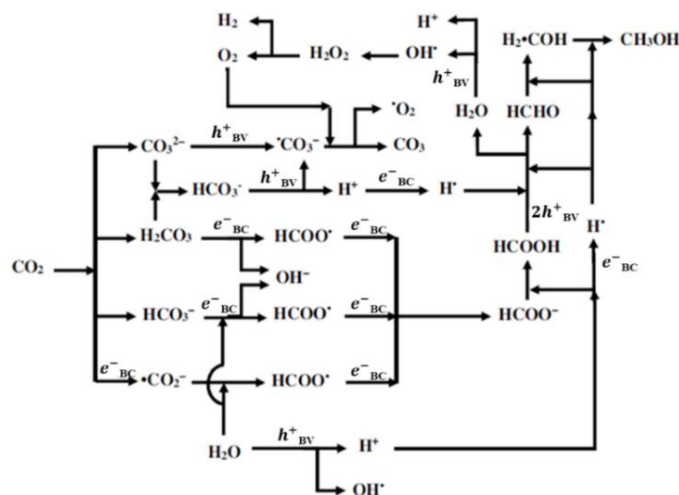 H₂ H⁺ H₂•COH CH₃OH
O₂ H₂O₂ OH•
h⁺BV
•O₂ H₂O HCHO
CO₃²⁻ h⁺BV •CO₃⁻ CO₃
HCO₃⁻ h⁺BV H⁺ e⁻BC H•
2h⁺BV H•
H₂CO₃ e⁻BC HCOO• e⁻BC HCOOH
CO₂ OH⁻ e⁻BC
HCO₃⁻ e⁻BC HCOO• e⁻BC HCOO⁻
e⁻BC •CO₂⁻ HCOO• e⁻BC
H₂O h⁺BV H⁺
OH•